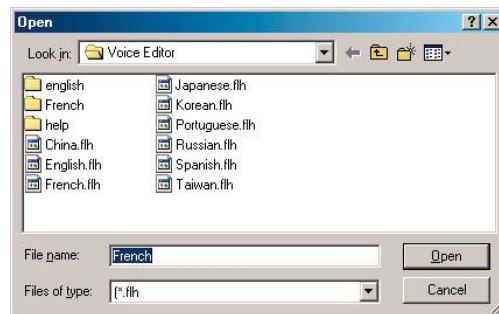 Open
Look in: Voice Editor
english
French
help
China.flh
English.flh
French.flh
Japanese.flh
Korean.flh
Portuguese.flh
Russian.flh
Spanish.flh
Taiwan.flh
File name: French Open
Files of type: (*.flh Cancel